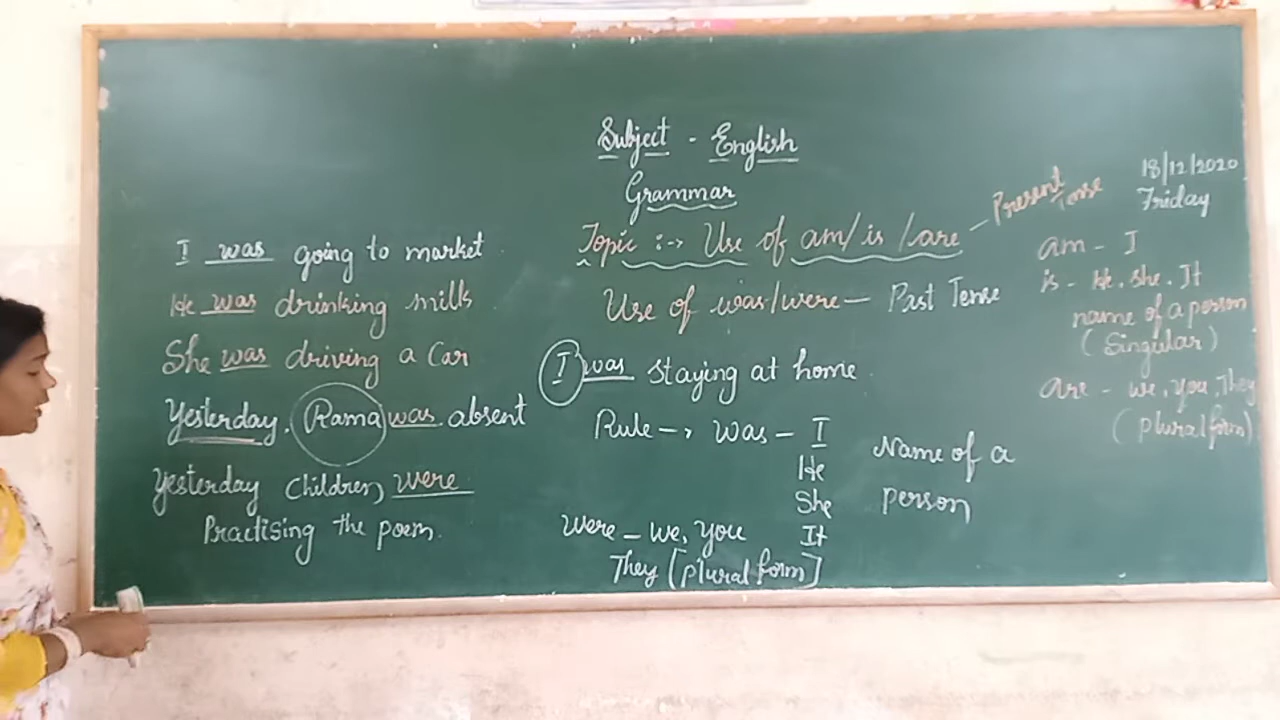 Subject - English
Grammar
Topic :-> Use of am/is/are - Present Tense
Use of was/were - Past Tense
I was staying at home.
Rule -> was - I
He
She
It
Name of a
person
Were - we, you
They (plural form)
I was going to market.
He was drinking milk
She was driving a Car
Yesterday, Rama was absent
Yesterday children were
Practising the poem.
18/12/2020
Friday
am - I
is - He, she, It
name of a person
(Singular)
are - we, you, They
(plural form)